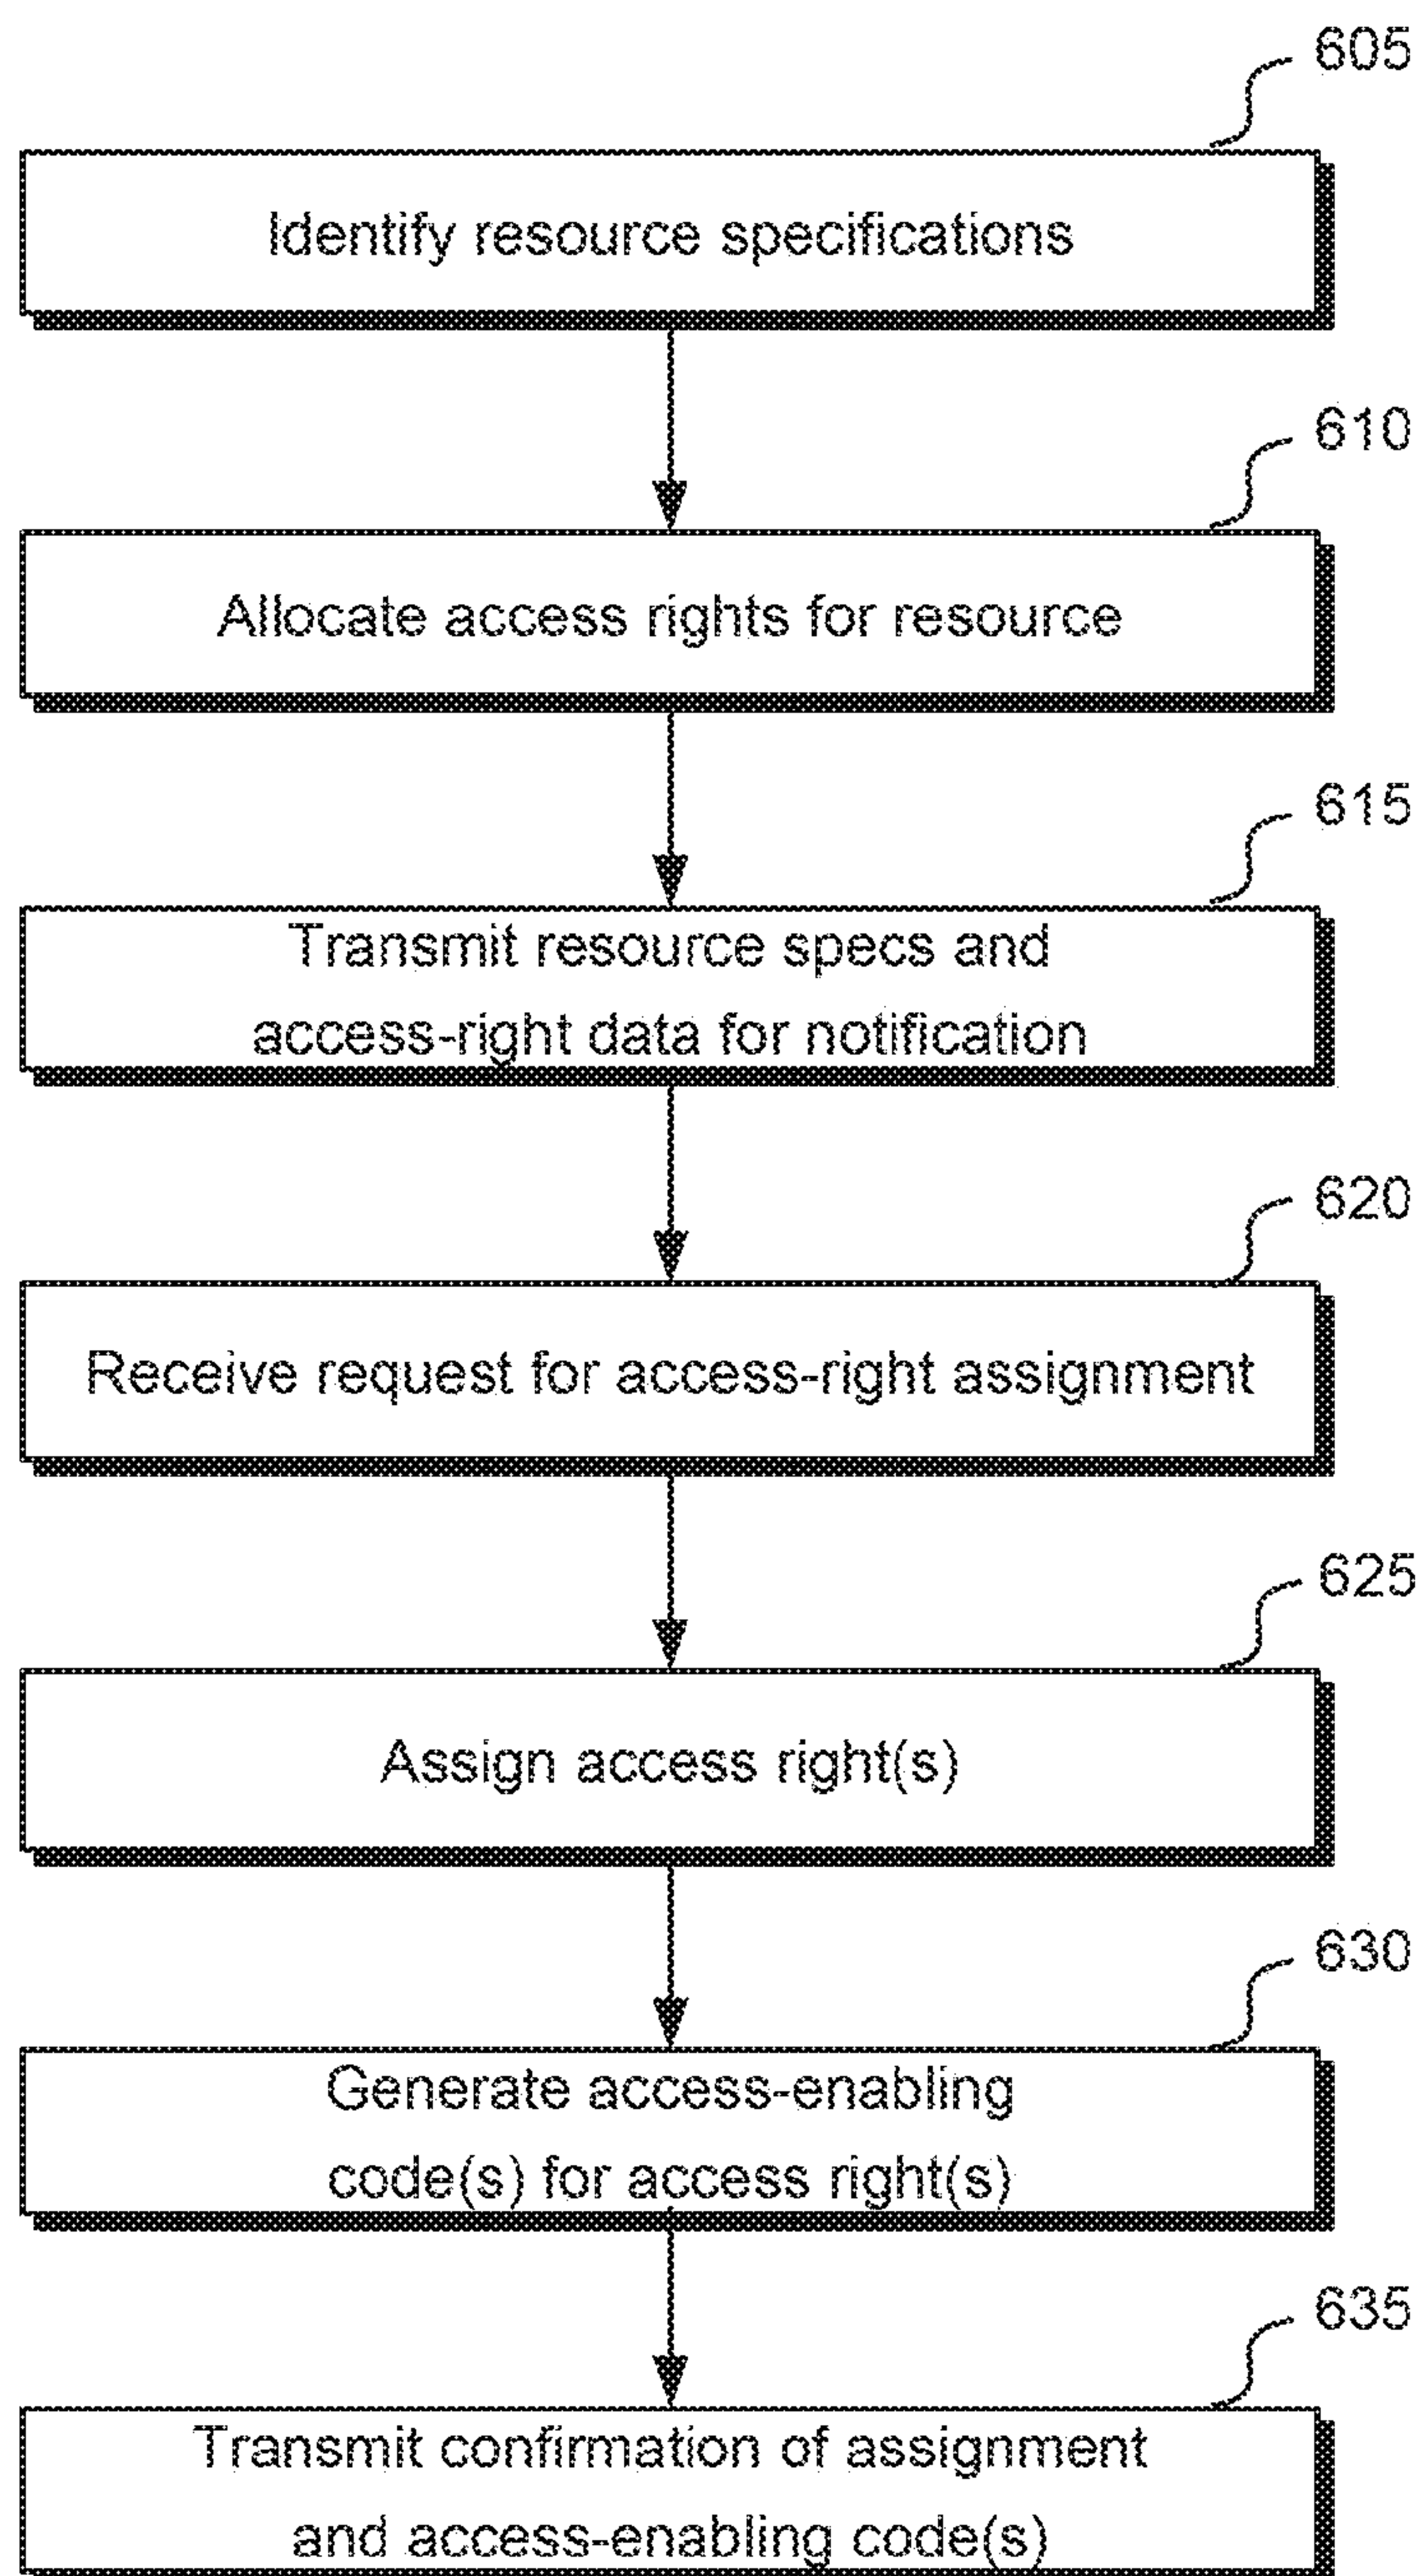 605
Identify resource specifications
610
Allocate access rights for resource
615
Transmit resource specs and
access-right data for notification
620
Receive request for access-right assignment
625
Assign access right(s)
630
Generate access-enabling
code(s) for access right(s)
635
Transmit confirmation of assignment
and access-enabling code(s)